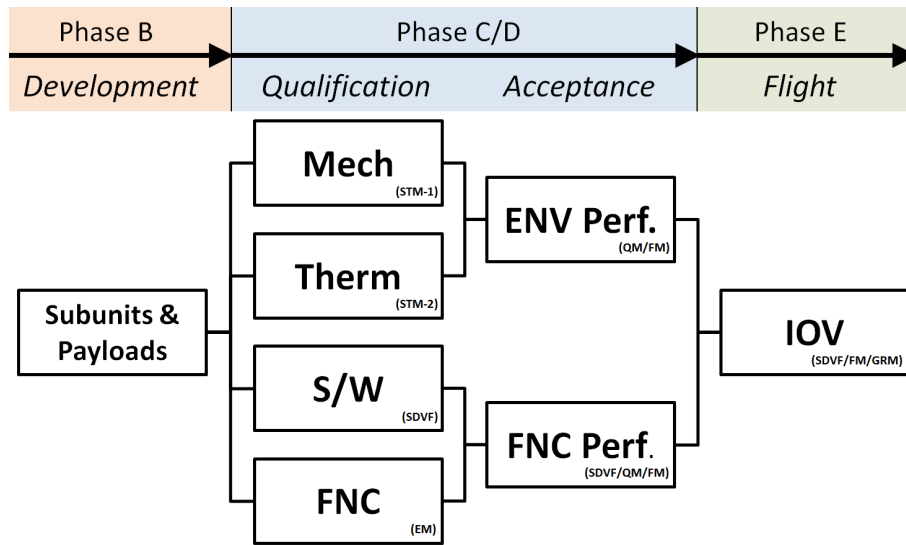 Phase B
Phase C/D
Phase E
Development
Qualification
Acceptance
Flight
Mech
(STM-1)
Therm
(STM-2)
Subunits &
Payloads
S/W
(SDVF)
FNC
(EM)
ENV Perf.
(QM/FM)
FNC Perf.
(SDVF/QM/FM)
IOV
(SDVF/FM/GRM)